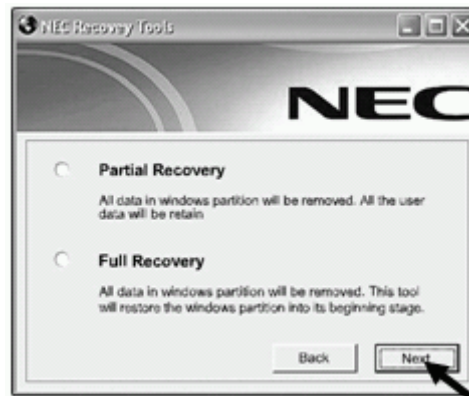 NEC Recovey Tools
NEC
Partial Recovery
All data in windows partition will be removed. All the user
data will be retain
Full Recovery
All data in windows partition will be removed. This tool
will restore the windows partition into its beginning stage.
Back
Next